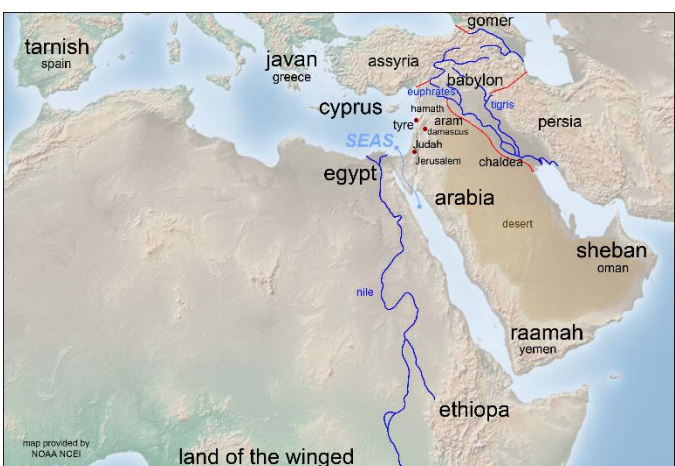 gomer
tarnish
spain
javan
greece
assyria
babylon
euphrates
tigris
cyprus
hamath
tyre
aram
damascus
persia
SEAS
Judah
Jerusalem
chaldea
egypt
arabia
desert
sheban
oman
nile
raamah
yemen
ethiopa
map provided by
NOAA NCEI
land of the winged